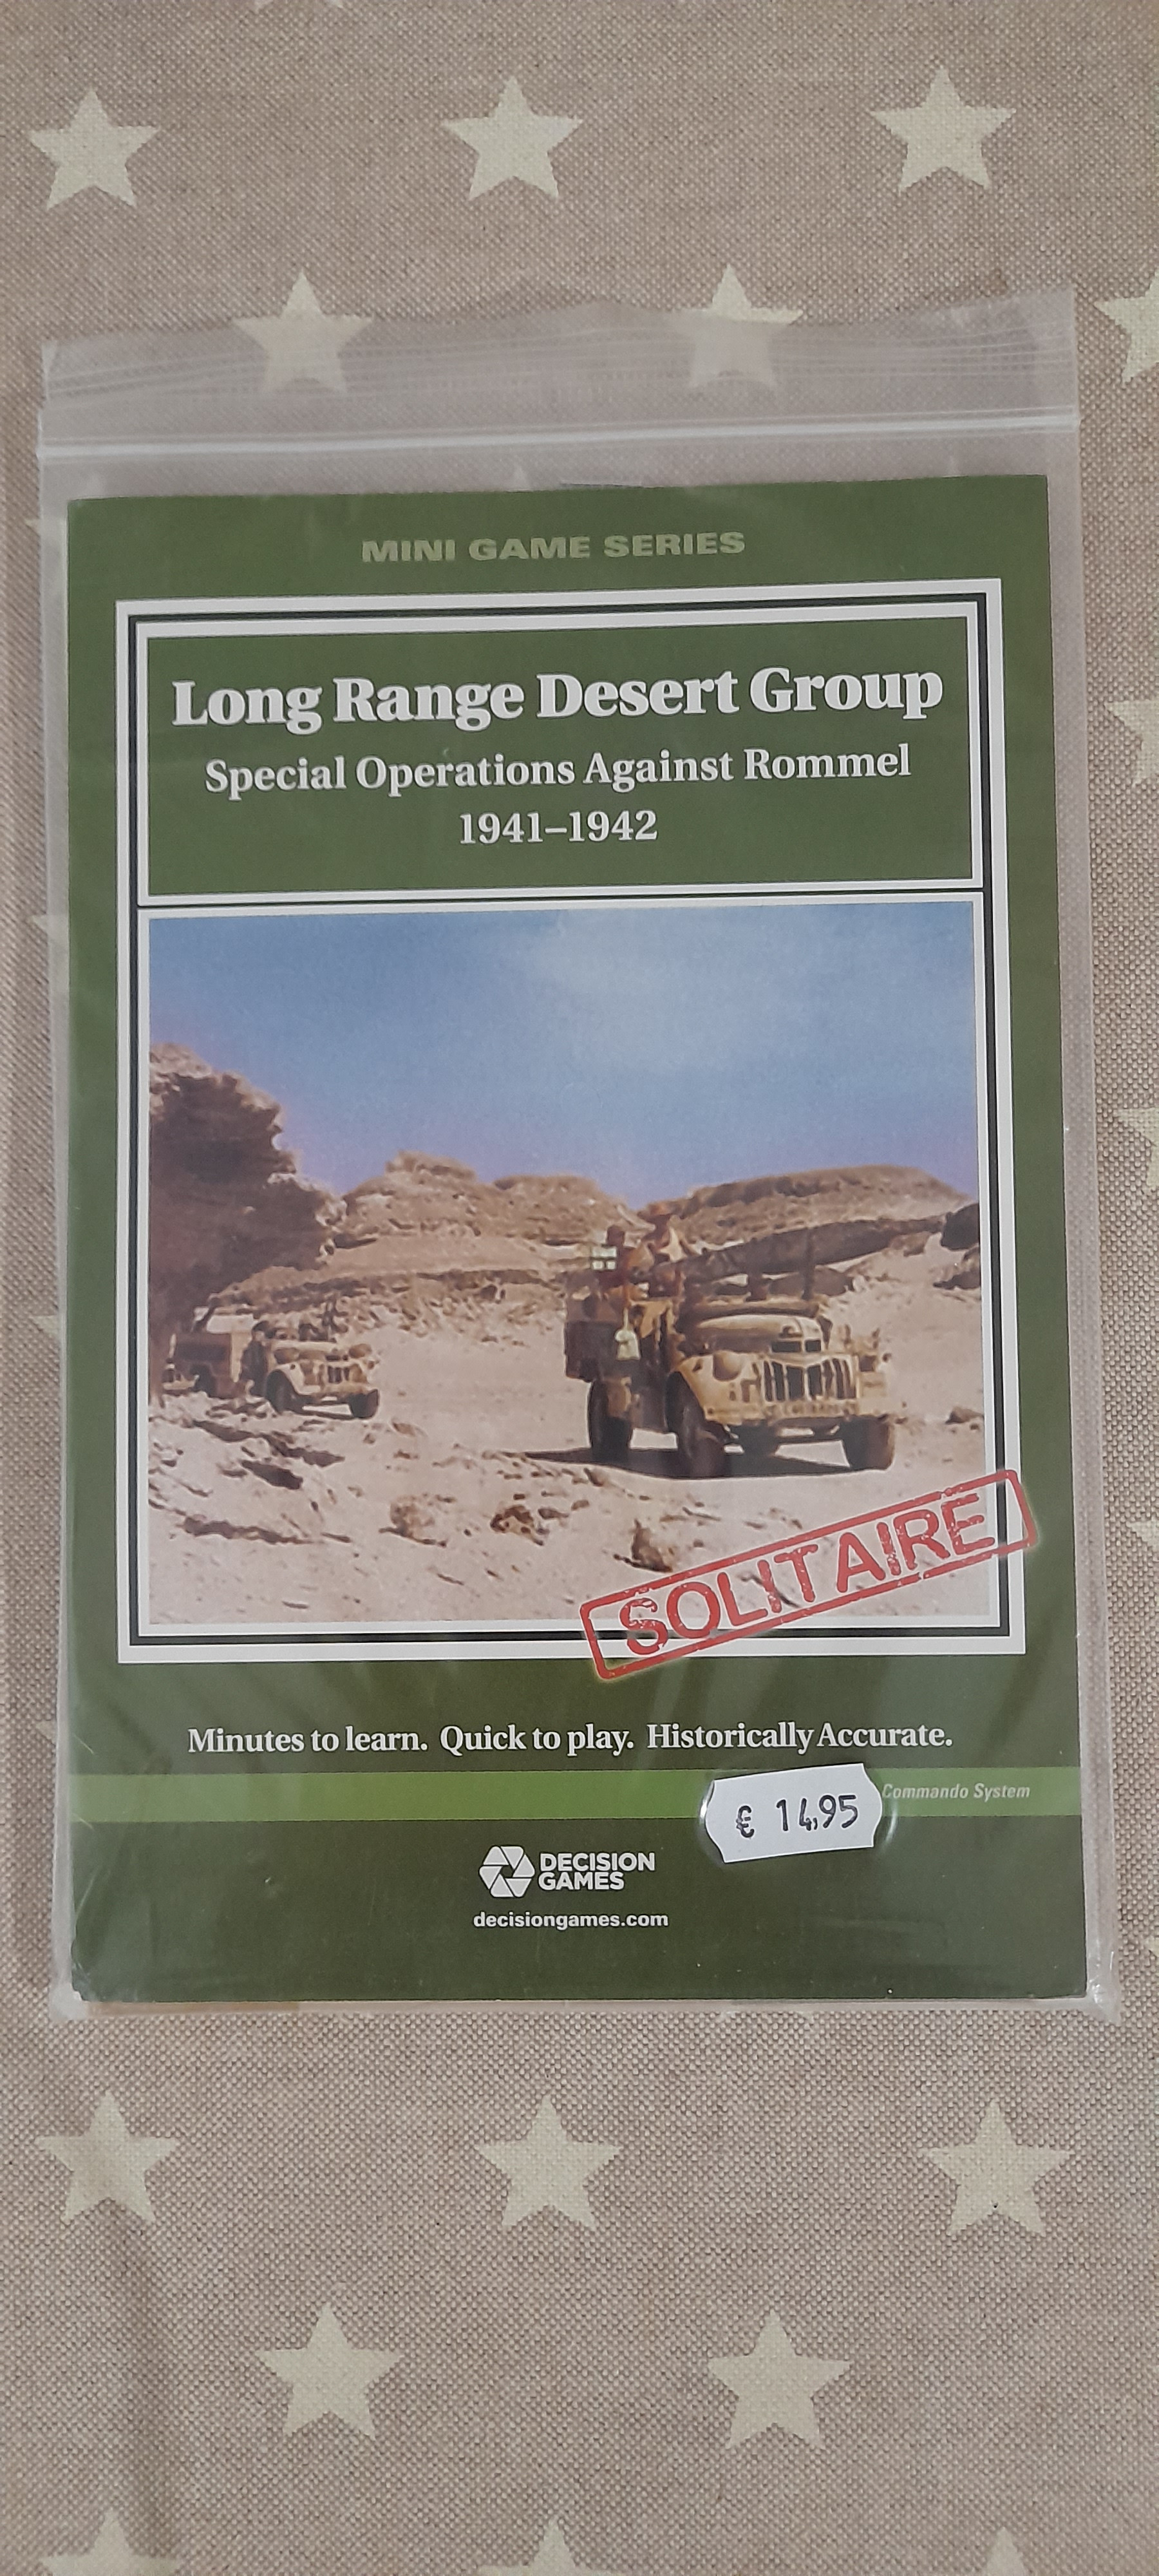 MINI GAME SERIES
Long Range Desert Group
Special Operations Against Rommel
1941–1942
SOLITAIRE
Minutes to learn. Quick to play. Historically Accurate.
Commando System
€ 14,95
DECISION
GAMES
decisiongames.com